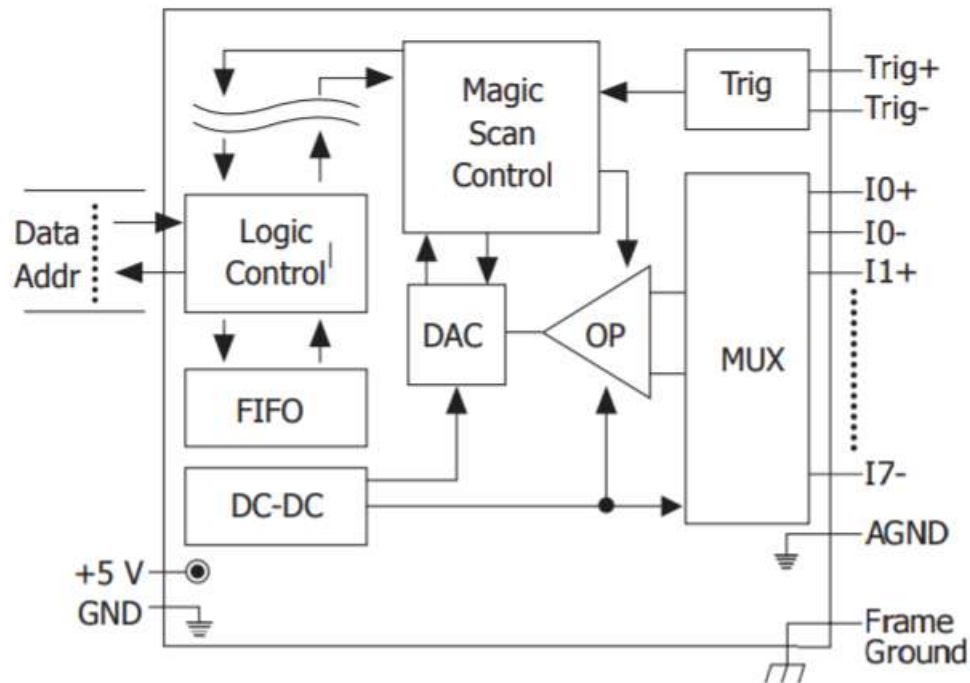 Magic
Scan
Control
Trig
Trig+
Trig-
I0+
I0-
I1+
Data
Addr
Logic
Control
DAC
OP
MUX
FIFO
I7-
DC-DC
AGND
+5 V
GND
Frame
Ground